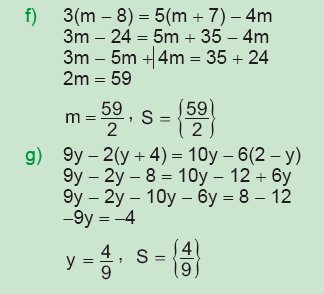 f) 3(m – 8) = 5(m + 7) – 4m
3m – 24 = 5m + 35 – 4m
3m – 5m + 4m = 35 + 24
2m = 59
m = 59/2, S = {59/2}
g) 9y – 2(y + 4) = 10y – 6(2 – y)
9y – 2y – 8 = 10y – 12 + 6y
9y – 2y – 10y – 6y = 8 – 12
–9y = –4
y = 4/9, S = {4/9}